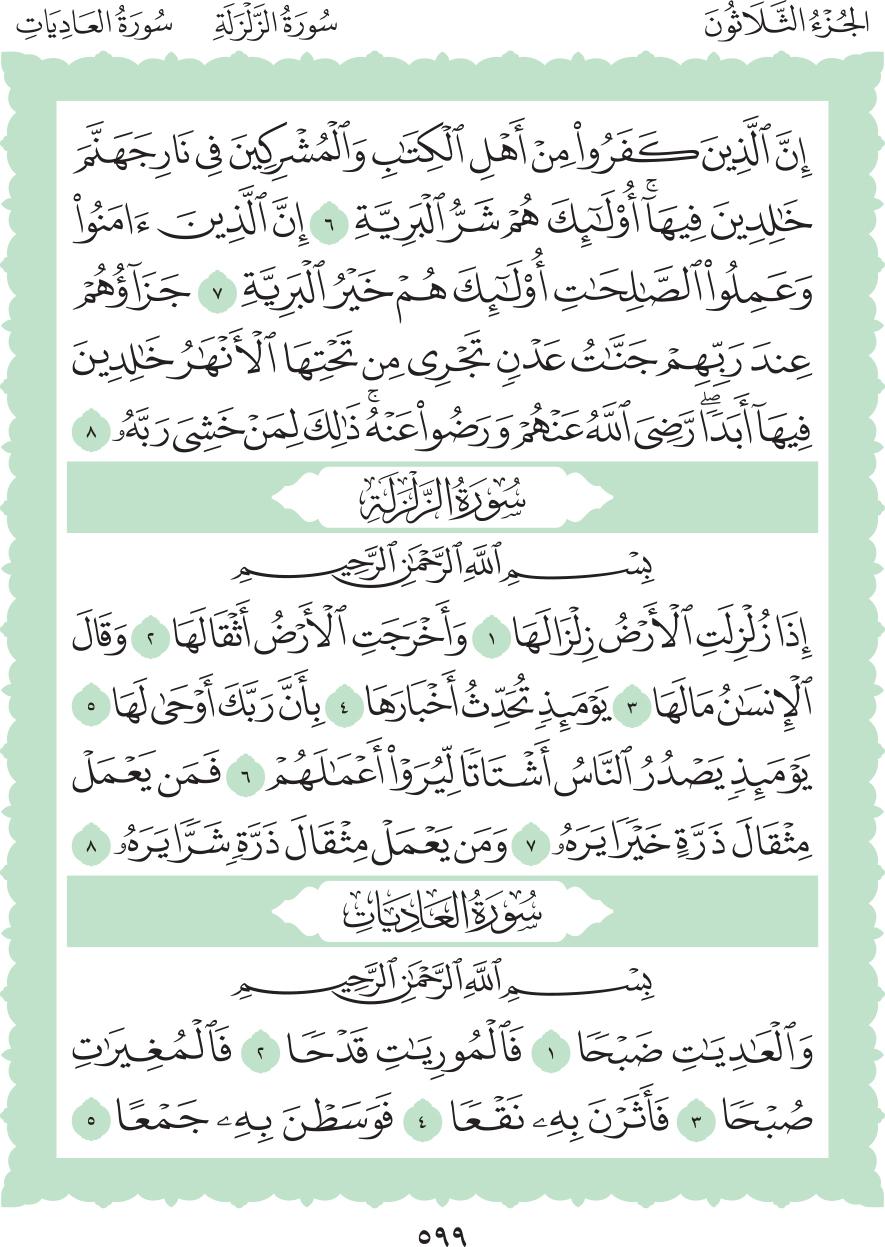 الجُزْءُ الثَّلَاثُونَ سُورَةُ الزَّلْزَلَةِ سُورَةُ العَادِيَاتِ
إِنَّ ٱلَّذِينَ كَفَرُوا۟ مِنْ أَهْلِ ٱلْكِتَٰبِ وَٱلْمُشْرِكِينَ فِى نَارِ جَهَنَّمَ
خَٰلِدِينَ فِيهَآ ۚ أُو۟لَٰٓئِكَ هُمْ شَرُّ ٱلْبَرِيَّةِ ٦ إِنَّ ٱلَّذِينَ ءَامَنُوا۟
وَعَمِلُوا۟ ٱلصَّٰلِحَٰتِ أُو۟لَٰٓئِكَ هُمْ خَيْرُ ٱلْبَرِيَّةِ ٧ جَزَآؤُهُمْ
عِندَ رَبِّهِمْ جَنَّٰتُ عَدْنٍ تَجْرِى مِن تَحْتِهَا ٱلْأَنْهَٰرُ خَٰلِدِينَ
فِيهَآ أَبَدًا ۖ رَّضِىَ ٱللَّهُ عَنْهُمْ وَرَضُوا۟ عَنْهُ ۚ ذَٰلِكَ لِمَنْ خَشِىَ رَبَّهُۥ ٨
سُورَةُ الزَّلْزَلَةِ
بِسْمِ ٱللَّهِ ٱلرَّحْمَٰنِ ٱلرَّحِيمِ
إِذَا زُلْزِلَتِ ٱلْأَرْضُ زِلْزَالَهَا ١ وَأَخْرَجَتِ ٱلْأَرْضُ أَثْقَالَهَا ٢ وَقَالَ
ٱلْإِنسَٰنُ مَا لَهَا ٣ يَوْمَئِذٍ تُحَدِّثُ أَخْبَارَهَا ٤ بِأَنَّ رَبَّكَ أَوْحَىٰ لَهَا ٥
يَوْمَئِذٍ يَصْدُرُ ٱلنَّاسُ أَشْتَاتًا لِّيُرَوْا۟ أَعْمَٰلَهُمْ ٦ فَمَن يَعْمَلْ
مِثْقَالَ ذَرَّةٍ خَيْرًا يَرَهُۥ ٧ وَمَن يَعْمَلْ مِثْقَالَ ذَرَّةٍ شَرًّا يَرَهُۥ ٨
سُورَةُ العَادِيَاتِ
بِسْمِ ٱللَّهِ ٱلرَّحْمَٰنِ ٱلرَّحِيمِ
وَٱلْعَٰدِيَٰتِ ضَبْحًا ١ فَٱلْمُورِيَٰتِ قَدْحًا ٢ فَٱلْمُغِيرَٰتِ
صُبْحًا ٣ فَأَثَرْنَ بِهِۦ نَقْعًا ٤ فَوَسَطْنَ بِهِۦ جَمْعًا ٥
٥٩٩